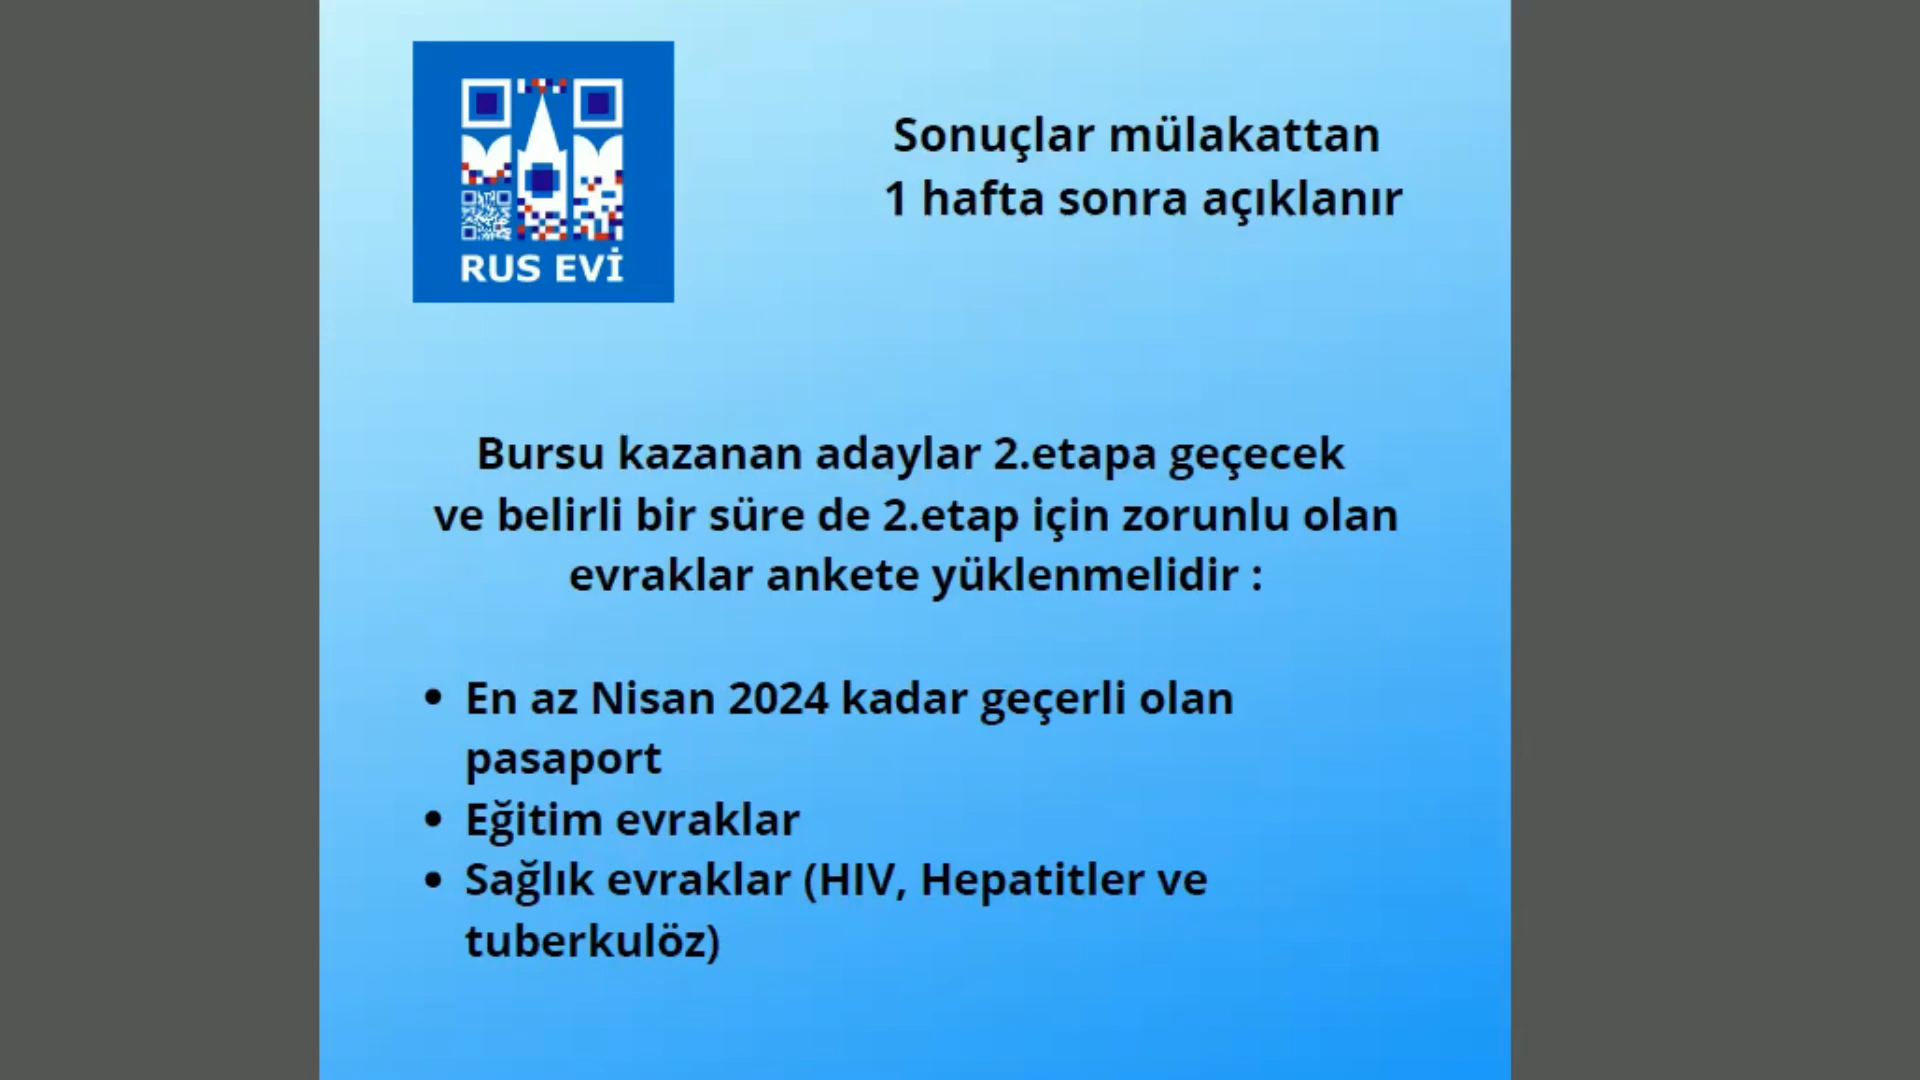 RUS EVİ
Sonuçlar mülakattan
1 hafta sonra açıklanır
Bursu kazanan adaylar 2.etapa geçecek
ve belirli bir süre de 2.etap için zorunlu olan
evraklar ankete yüklenmelidir :
• En az Nisan 2024 kadar geçerli olan
pasaport
• Eğitim evraklar
• Sağlık evraklar (HIV, Hepatitler ve
tuberkulöz)